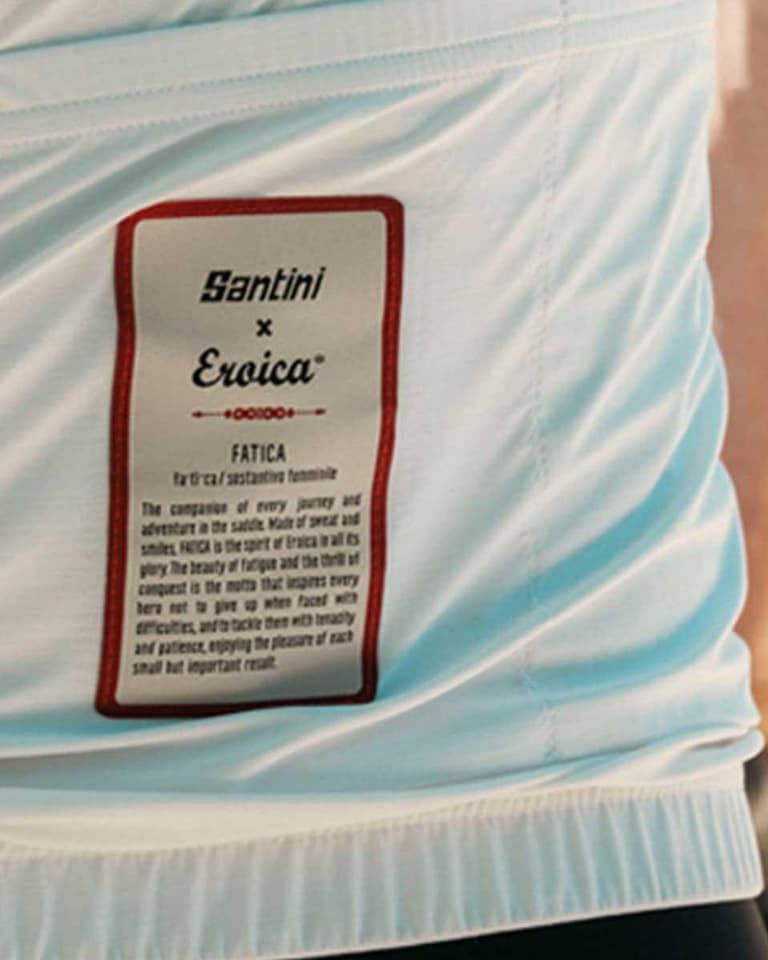 Santini
x
Eroica®
FATICA
fa·ti·ca / sostantivo femminile
The companion of every journey and
adventure in the saddle. Made of sweat and
smiles, FATICA is the spirit of Eroica in all its
glory. The beauty of fatigue and the thrill of
conquest is the motto that inspires every
hero not to give up when faced with
difficulties, and to tackle them with tenacity
and patience, enjoying the pleasure of each
small but important result.